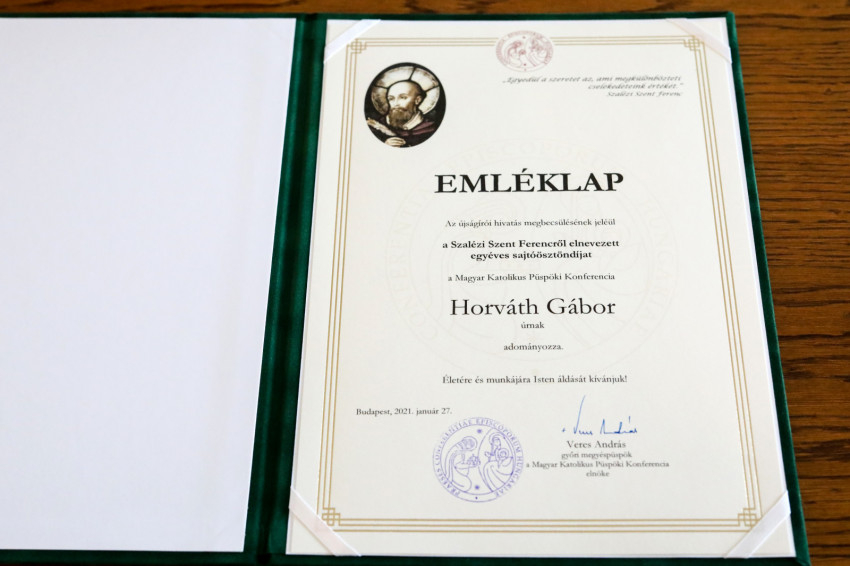 „Egyedül a szeretet az, ami megkülönbözteti
cselekedeteink értékét."
Szalézi Szent Ferenc
EMLÉKLAP
Az újságírói hivatás megbecsülésének jeléül
a Szalézi Szent Ferencről elnevezett
egyéves sajtóösztöndíjat
a Magyar Katolikus Püspöki Konferencia
Horváth Gábor
úrnak
adományozza.
Életére és munkájára Isten áldását kívánjuk!
Budapest, 2021. január 27.
Veres András
győri megyéspüspök
a Magyar Katolikus Püspöki Konferencia
elnöke